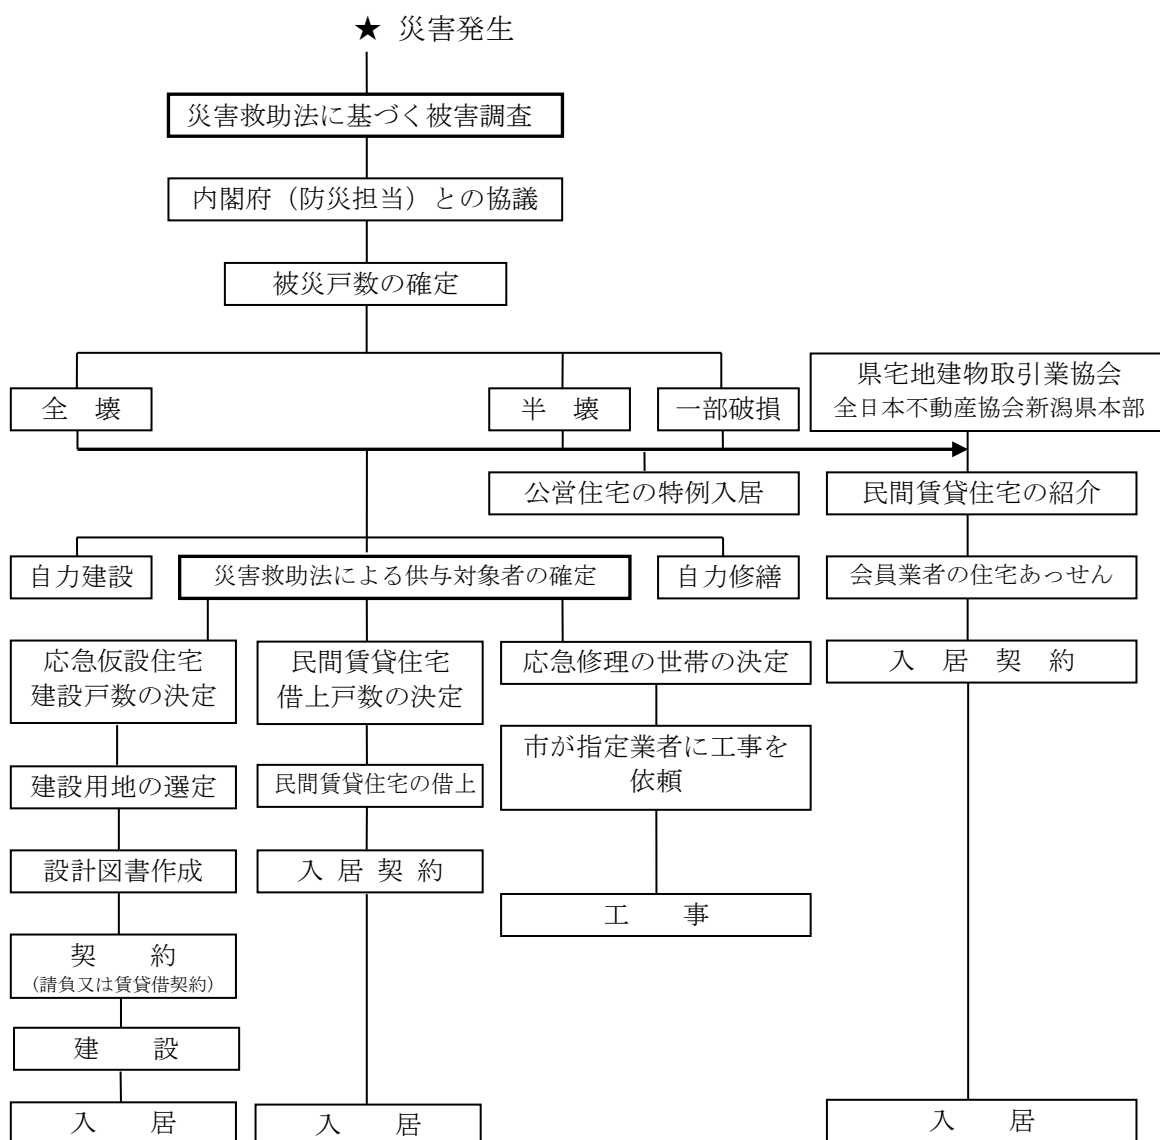 ★ 災害発生
災害救助法に基づく被害調査
内閣府（防災担当）との協議
被災戸数の確定
県宅地建物取引業協会
全日本不動産協会新潟県本部
全　壊
半　壊
一部破損
公営住宅の特例入居
民間賃貸住宅の紹介
自力建設
災害救助法による供与対象者の確定
自力修繕
会員業者の住宅あっせん
応急仮設住宅
建設戸数の決定
民間賃貸住宅
借上戸数の決定
応急修理の世帯の決定
入　居　契　約
市が指定業者に工事を
依頼
建設用地の選定
民間賃貸住宅の借上
設計図書作成
入 居 契 約
工　　事
契　　約
（請負又は賃貸借契約）
建　　設
入　　居
入　　居
入　　居